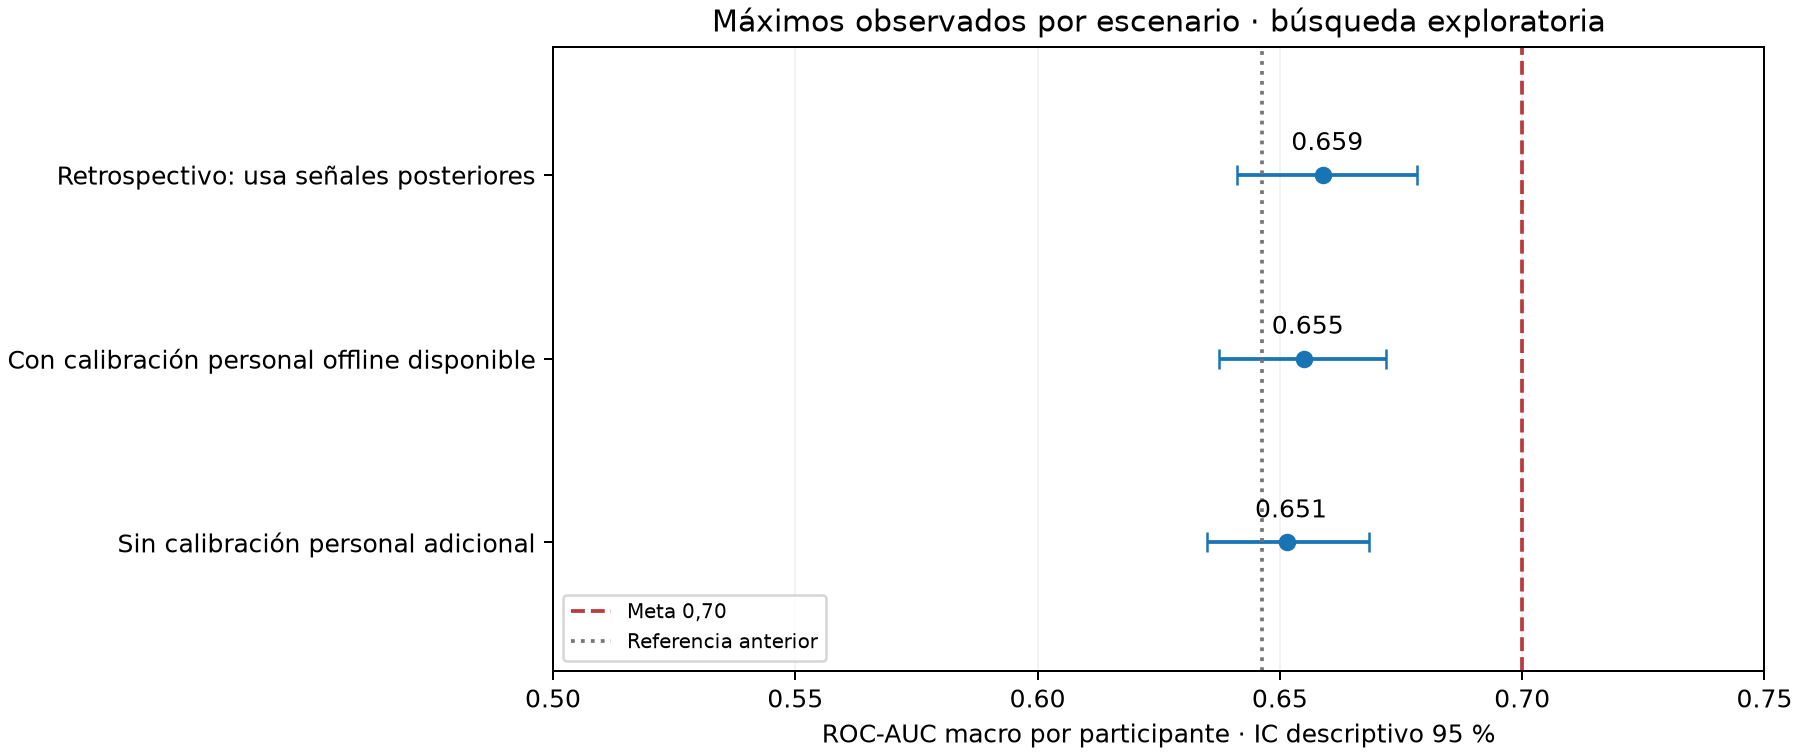 Máximos observados por escenario · búsqueda exploratoria
Retrospectivo: usa señales posteriores
0.659
Con calibración personal offline disponible
0.655
Sin calibración personal adicional
0.651
Meta 0,70
Referencia anterior
0.50 0.55 0.60 0.65 0.70 0.75
ROC-AUC macro por participante · IC descriptivo 95 %